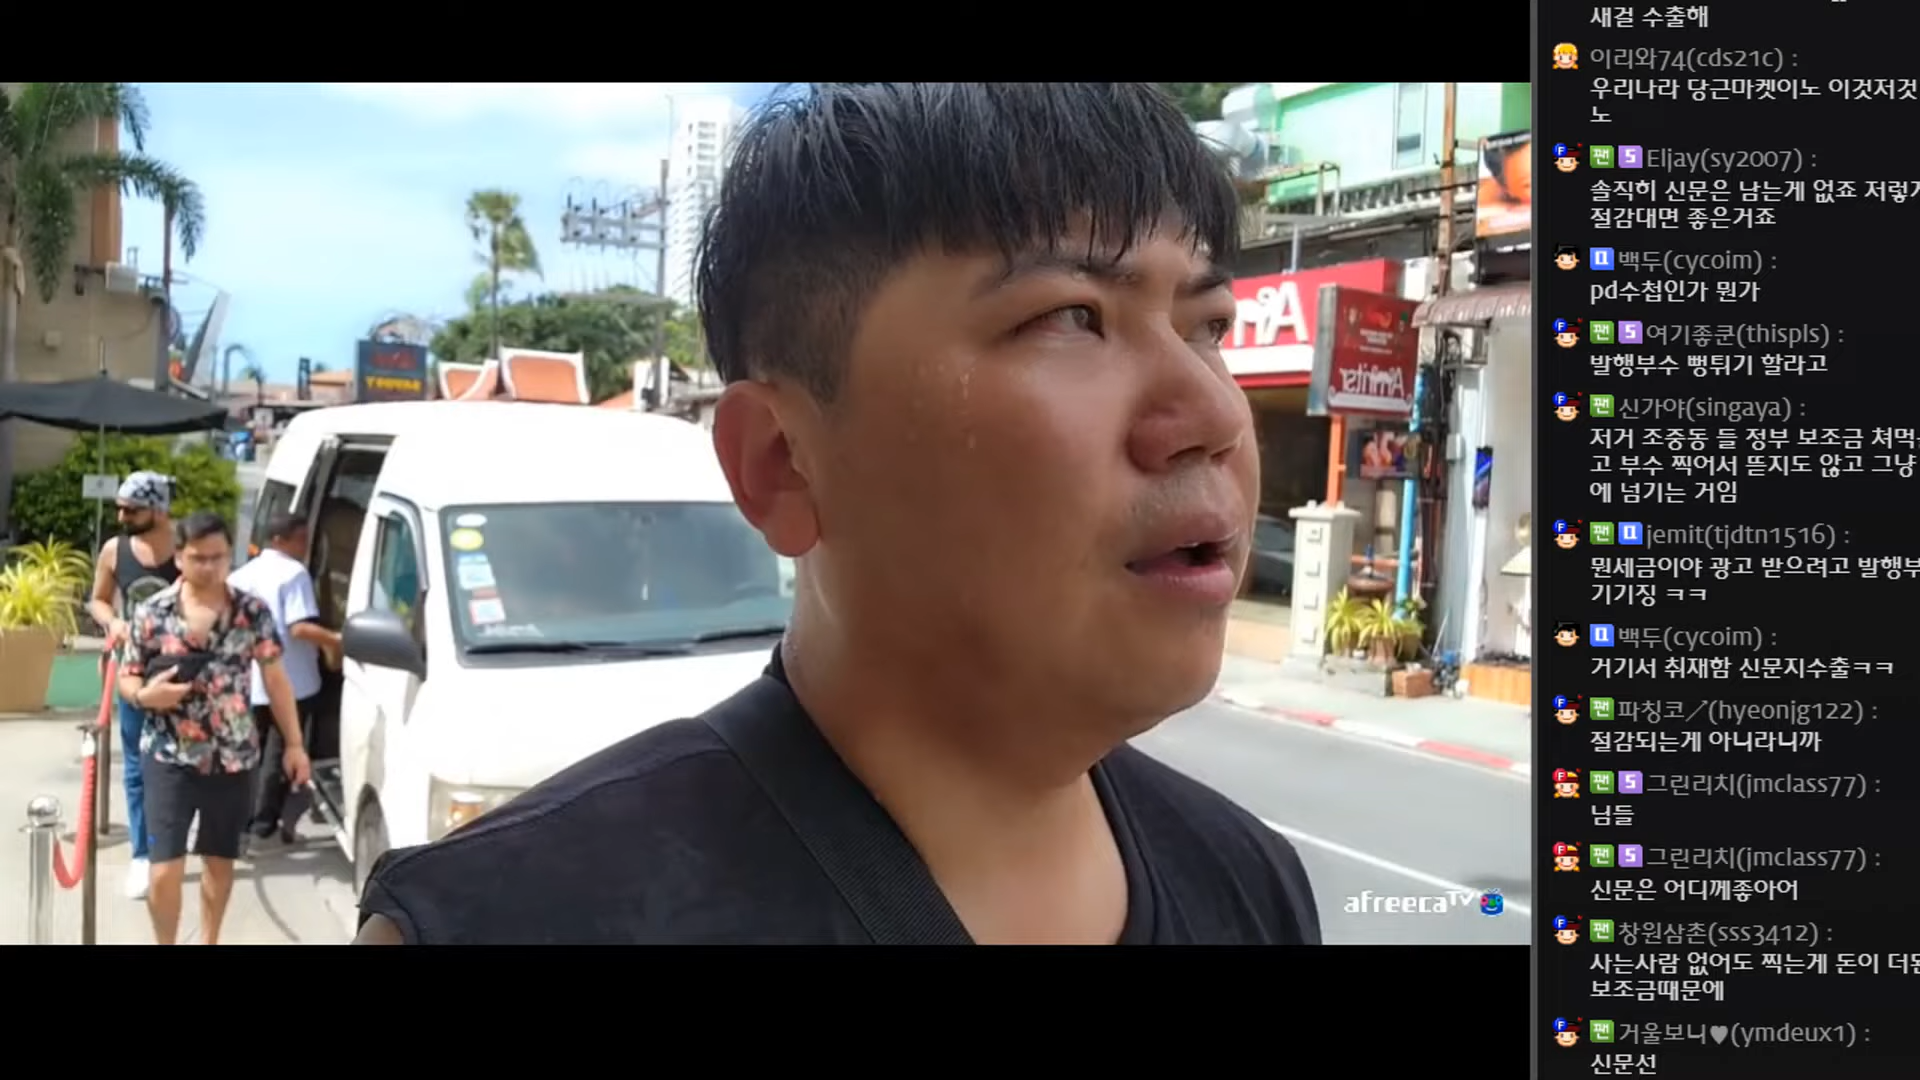 afreecaTV
새걸 수출해
이리와74(cds21c) :
우리나라 당근마켓이노 이것저것
노
팬 S Eljay(sy2007) :
솔직히 신문은 남는게 없죠 저렇게
절감대면 좋은거죠
백두(cycoim) :
pd수첩인가 뭔가
팬 S 여기좋쿤(thispls) :
발행부수 뻥튀기 할라고
팬 신가야(singaya) :
저거 조중동 들 정부 보조금 쳐먹
고 부수 찍어서 뜯지도 않고 그냥
에 넘기는 거임
팬 jemit(tjdtn1516) :
뭔세금이야 광고 받으려고 발행부
기기징 ㅋㅋ
백두(cycoim) :
거기서 취재함 신문지수출ㅋㅋ
팬 파칭코↗(hyeonjg122) :
절감되는게 아니라니까
팬 S 그린리치(jmclass77) :
님들
팬 S 그린리치(jmclass77) :
신문은 어디께좋아어
팬 창원삼촌(sss3412) :
사는사람 없어도 찍는게 돈이 더된
보조금때문에
팬 거울보니♥(ymdeux1) :
신문선